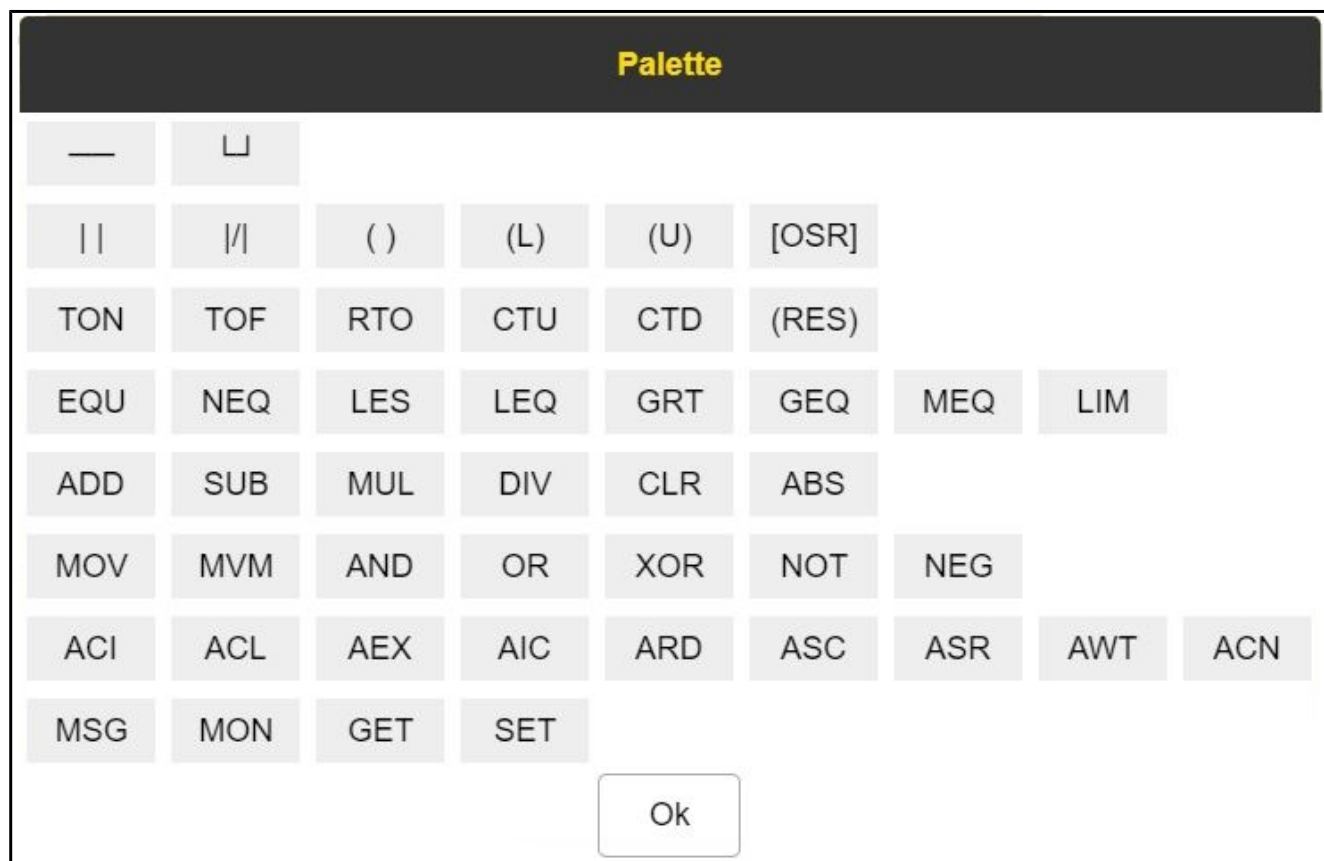 Palette
— ⊔
| | |/| ( ) (L) (U) [OSR]
TON TOF RTO CTU CTD (RES)
EQU NEQ LES LEQ GRT GEQ MEQ LIM
ADD SUB MUL DIV CLR ABS
MOV MVM AND OR XOR NOT NEG
ACI ACL AEX AIC ARD ASC ASR AWT ACN
MSG MON GET SET
Ok